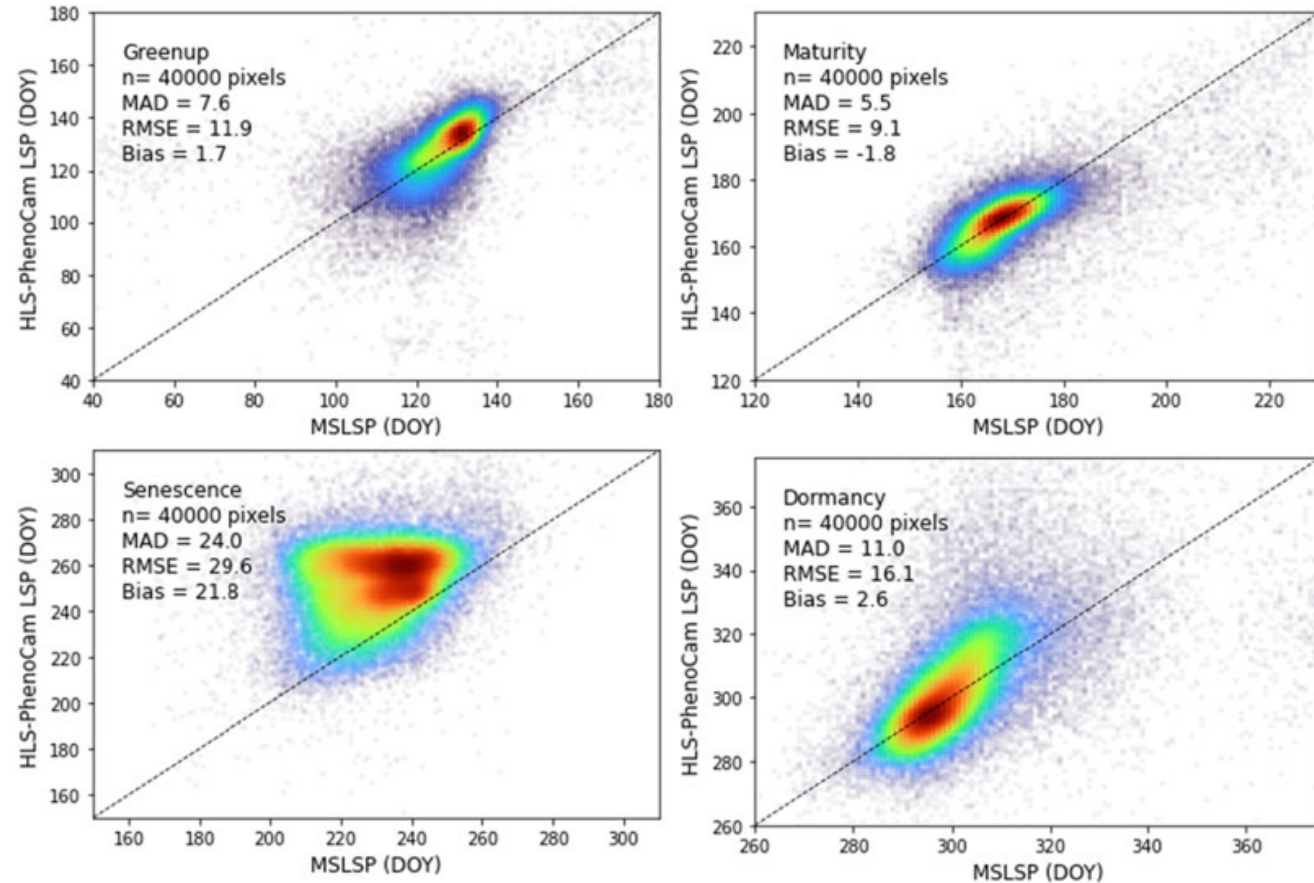 Greenup
n= 40000 pixels
MAD = 7.6
RMSE = 11.9
Bias = 1.7
HLS-PhenoCam LSP (DOY)
180
160
140
120
100
80
60
40
40 60 80 100 120 140 160 180
MSLSP (DOY)
Maturity
n= 40000 pixels
MAD = 5.5
RMSE = 9.1
Bias = -1.8
HLS-PhenoCam LSP (DOY)
220
200
180
160
140
120
120 140 160 180 200 220
MSLSP (DOY)
Senescence
n= 40000 pixels
MAD = 24.0
RMSE = 29.6
Bias = 21.8
HLS-PhenoCam LSP (DOY)
300
280
260
240
220
200
180
160
160 180 200 220 240 260 280 300
MSLSP (DOY)
Dormancy
n= 40000 pixels
MAD = 11.0
RMSE = 16.1
Bias = 2.6
HLS-PhenoCam LSP (DOY)
360
340
320
300
280
260
260 280 300 320 340 360
MSLSP (DOY)